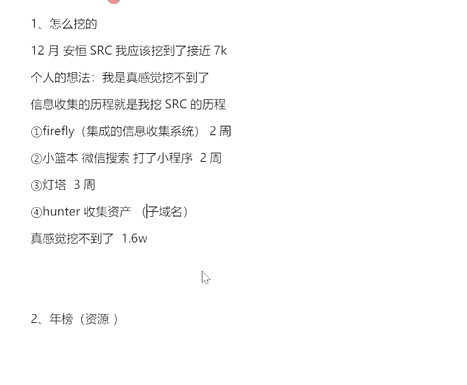 1、怎么挖的
12 月 安恒 SRC 我应该挖到了接近 7k
个人的想法：我是真感觉挖不到了
信息收集的历程就是我挖 SRC 的历程
①firefly（集成的信息收集系统） 2 周
②小蓝本 微信搜索 打了小程序 2 周
③灯塔 3 周
④hunter 收集资产 （子域名）
真感觉挖不到了 1.6w
2、年榜（资源 ）